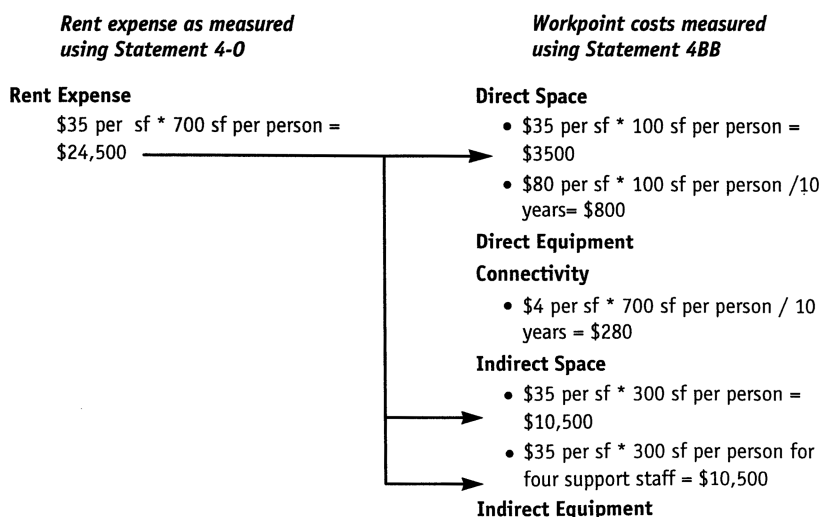 Rent expense as measured
using Statement 4-0
Rent Expense
$35 per sf * 700 sf per person =
$24,500
Workpoint costs measured
using Statement 4BB
Direct Space
• $35 per sf * 100 sf per person =
$3500
• $80 per sf * 100 sf per person /10
years= $800
Direct Equipment
Connectivity
• $4 per sf * 700 sf per person / 10
years = $280
Indirect Space
• $35 per sf * 300 sf per person =
$10,500
• $35 per sf * 300 sf per person for
four support staff = $10,500
Indirect Equipment